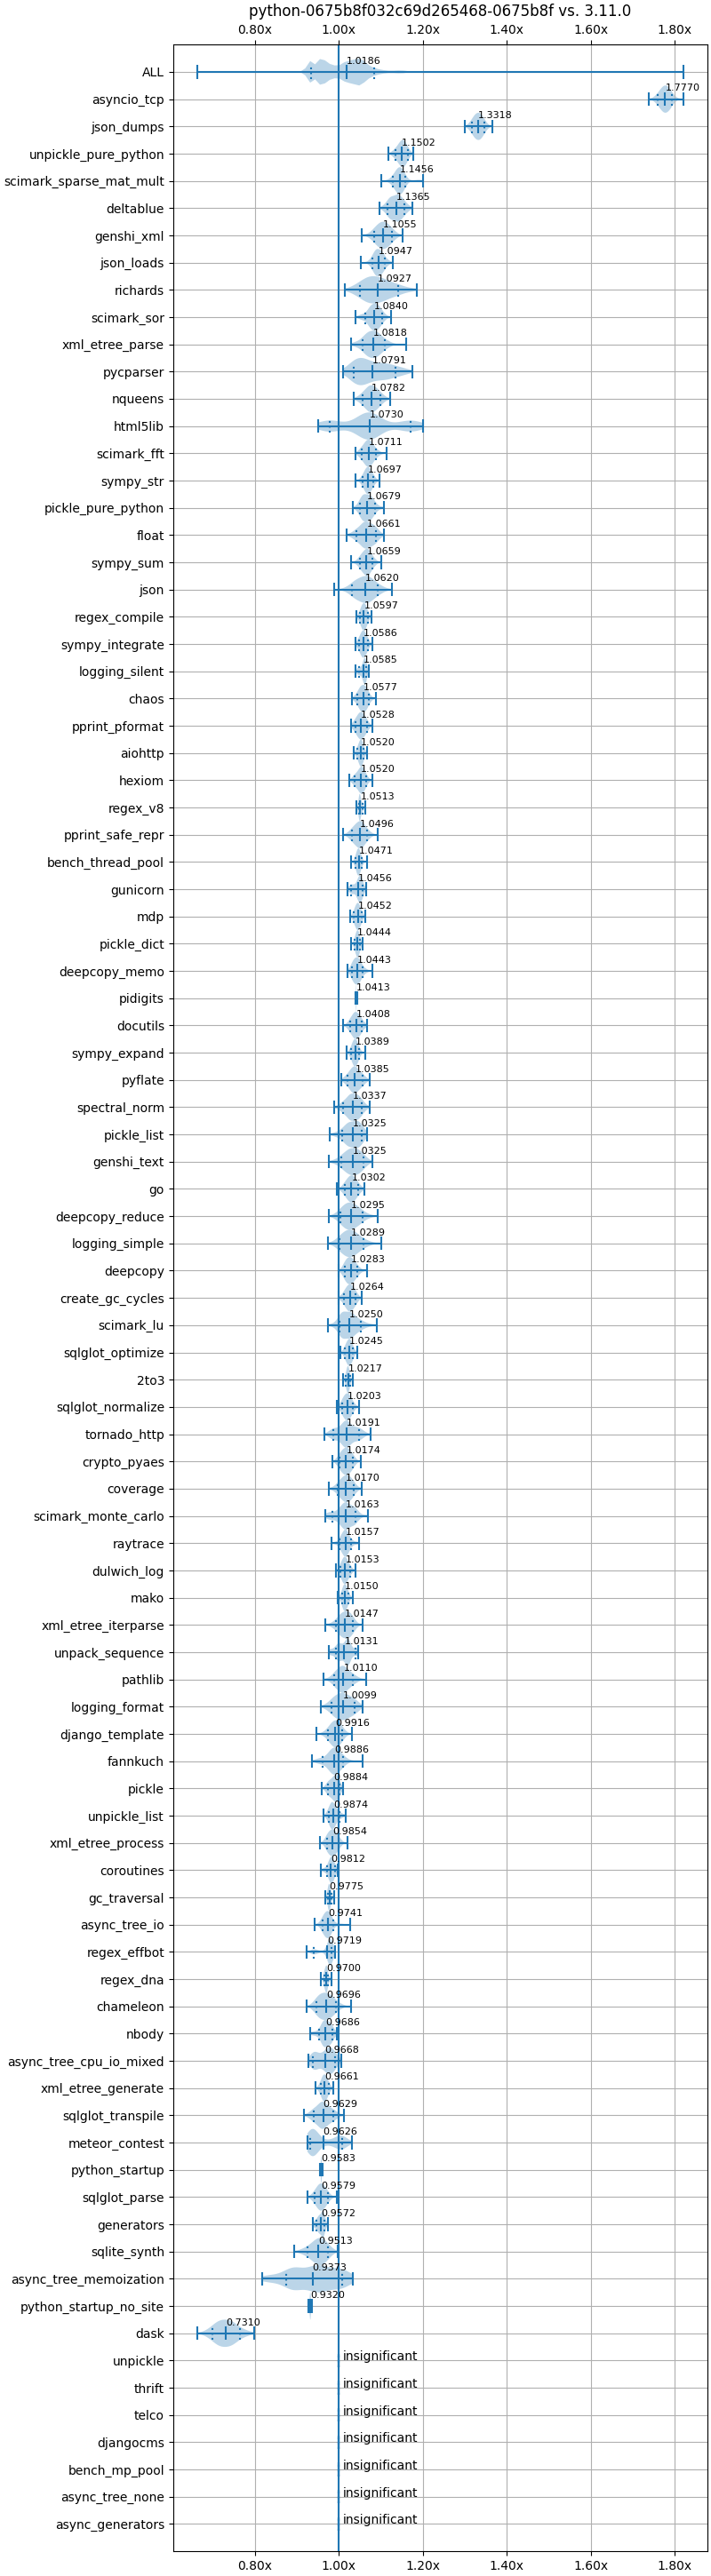 python-0675b8f032c69d265468-0675b8f vs. 3.11.0
0.80x 1.00x 1.20x 1.40x 1.60x 1.80x
ALL 1.0186
asyncio_tcp 1.7770
json_dumps 1.3318
unpickle_pure_python 1.1502
scimark_sparse_mat_mult 1.1456
deltablue 1.1365
genshi_xml 1.1055
json_loads 1.0947
richards 1.0927
scimark_sor 1.0840
xml_etree_parse 1.0818
pycparser 1.0791
nqueens 1.0782
html5lib 1.0730
scimark_fft 1.0711
sympy_str 1.0697
pickle_pure_python 1.0679
float 1.0661
sympy_sum 1.0659
json 1.0620
regex_compile 1.0597
sympy_integrate 1.0586
logging_silent 1.0585
chaos 1.0577
pprint_pformat 1.0528
aiohttp 1.0520
hexiom 1.0520
regex_v8 1.0513
pprint_safe_repr 1.0496
bench_thread_pool 1.0471
gunicorn 1.0456
mdp 1.0452
pickle_dict 1.0444
deepcopy_memo 1.0443
pidigits 1.0413
docutils 1.0408
sympy_expand 1.0389
pyflate 1.0385
spectral_norm 1.0337
pickle_list 1.0325
genshi_text 1.0325
go 1.0302
deepcopy_reduce 1.0295
logging_simple 1.0289
deepcopy 1.0283
create_gc_cycles 1.0264
scimark_lu 1.0250
sqlglot_optimize 1.0245
2to3 1.0217
sqlglot_normalize 1.0203
tornado_http 1.0191
crypto_pyaes 1.0174
coverage 1.0170
scimark_monte_carlo 1.0163
raytrace 1.0157
dulwich_log 1.0153
mako 1.0150
xml_etree_iterparse 1.0147
unpack_sequence 1.0131
pathlib 1.0110
logging_format 1.0099
django_template 0.9916
fannkuch 0.9886
pickle 0.9884
unpickle_list 0.9874
xml_etree_process 0.9854
coroutines 0.9812
gc_traversal 0.9775
async_tree_io 0.9741
regex_effbot 0.9719
regex_dna 0.9700
chameleon 0.9696
nbody 0.9686
async_tree_cpu_io_mixed 0.9668
xml_etree_generate 0.9661
sqlglot_transpile 0.9629
meteor_contest 0.9626
python_startup 0.9583
sqlglot_parse 0.9579
generators 0.9572
sqlite_synth 0.9513
async_tree_memoization 0.9373
python_startup_no_site 0.9320
dask 0.7310
unpickle insignificant
thrift insignificant
telco insignificant
djangocms insignificant
bench_mp_pool insignificant
async_tree_none insignificant
async_generators insignificant
0.80x 1.00x 1.20x 1.40x 1.60x 1.80x